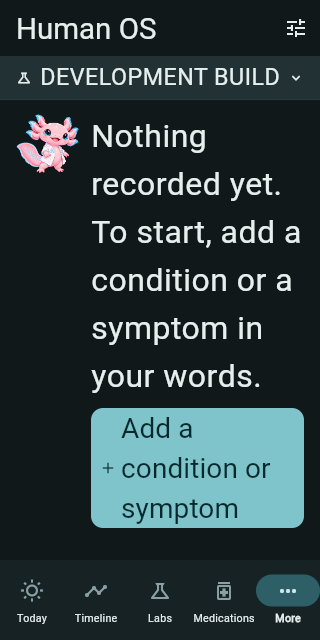 Human OS
DEVELOPMENT BUILD
Nothing
recorded yet.
To start, add a
condition or a
symptom in
your words.
Add a
+ condition or
symptom
Today
Timeline
Labs
Medications
More